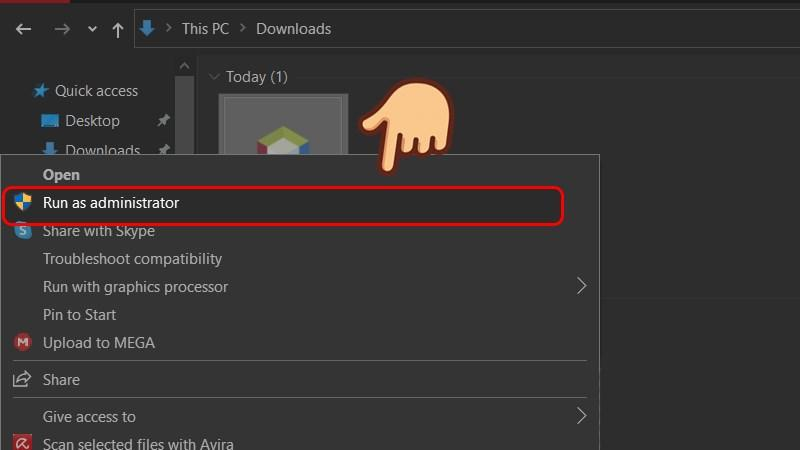 This PC > Downloads
Today (1)
Quick access
Desktop
Downloads
Open
Run as administrator
Share with Skype
Troubleshoot compatibility
Run with graphics processor
Pin to Start
Upload to MEGA
Share
Give access to
Scan selected files with Avira